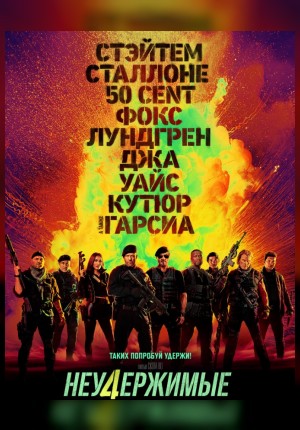 СТЭЙТЕМ
СТАЛЛОНЕ
50 CENT
ФОКС
ЛУНДГРЕН
ДЖА
УАЙС
КУТЮР
ГАРСИА
ТАКИХ ПОПРОБУЙ УДЕРЖИ!
НЕУ4ЕРЖИМЫЕ